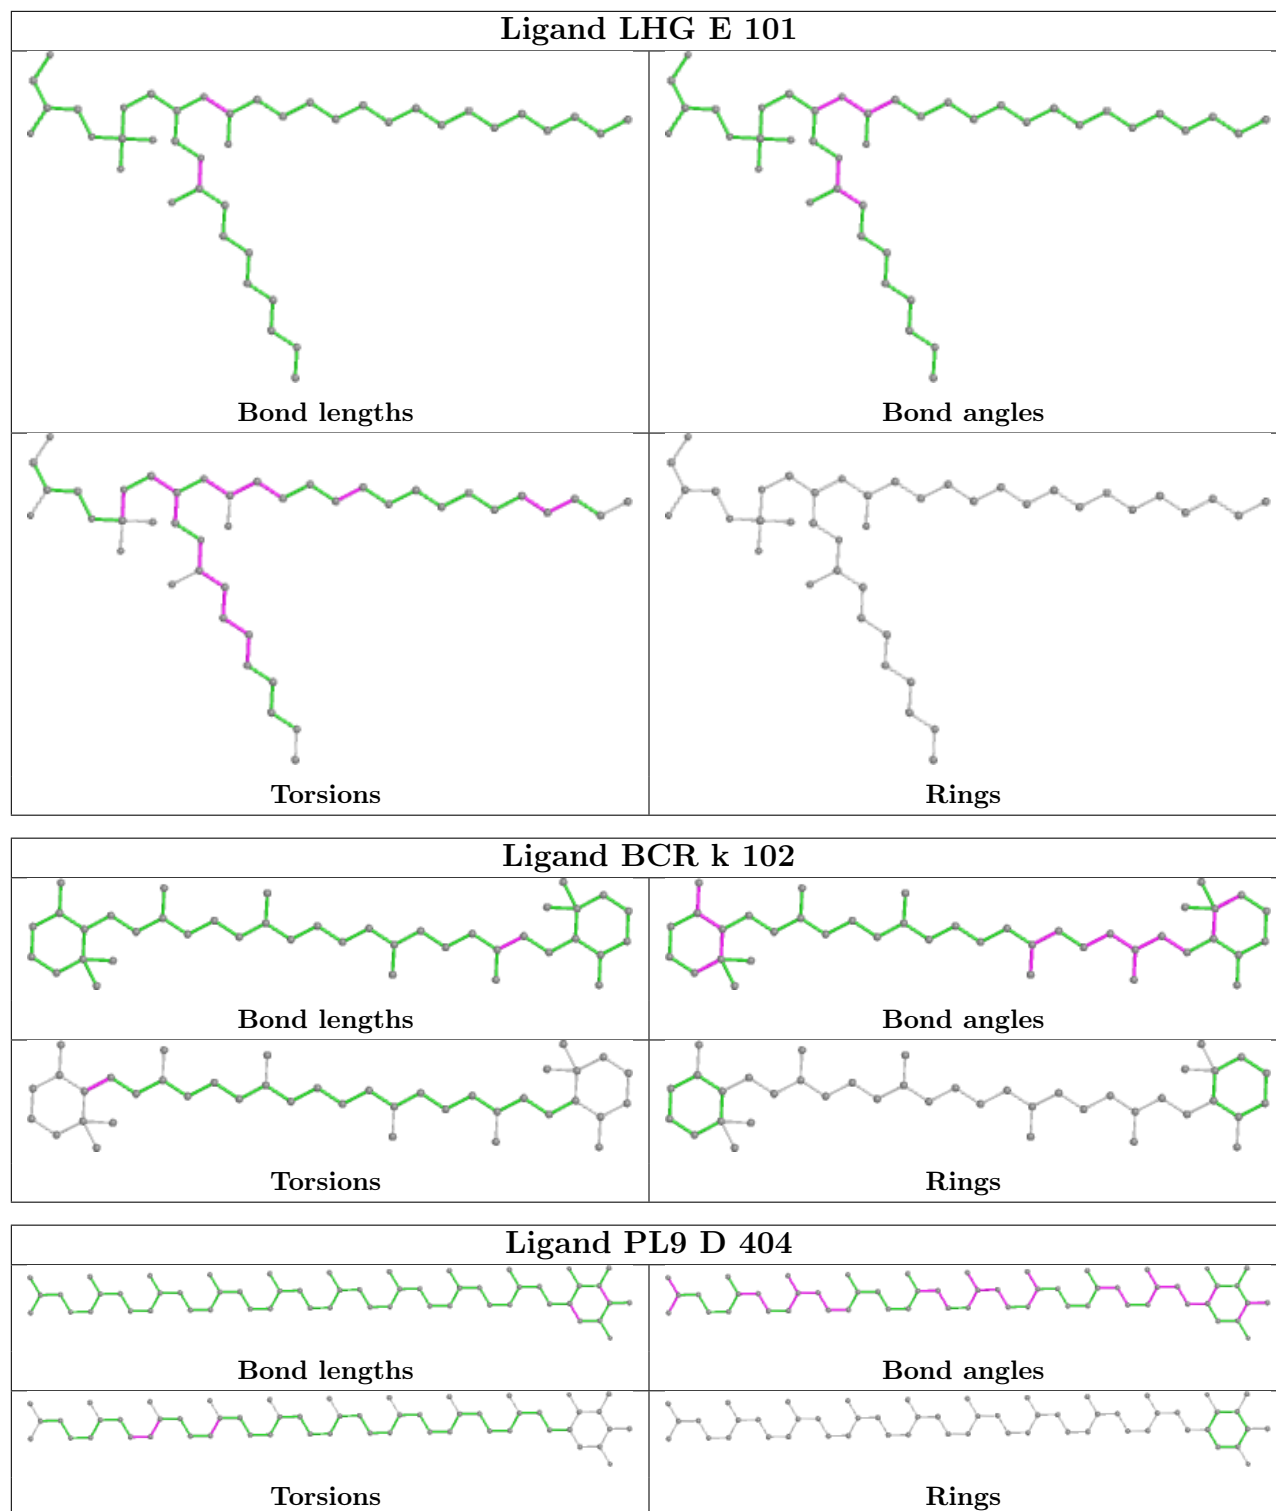 Ligand LHG E 101
Bond lengths
Bond angles
Torsions
Rings
Ligand BCR k 102
Bond lengths
Bond angles
Torsions
Rings
Ligand PL9 D 404
Bond lengths
Bond angles
Torsions
Rings